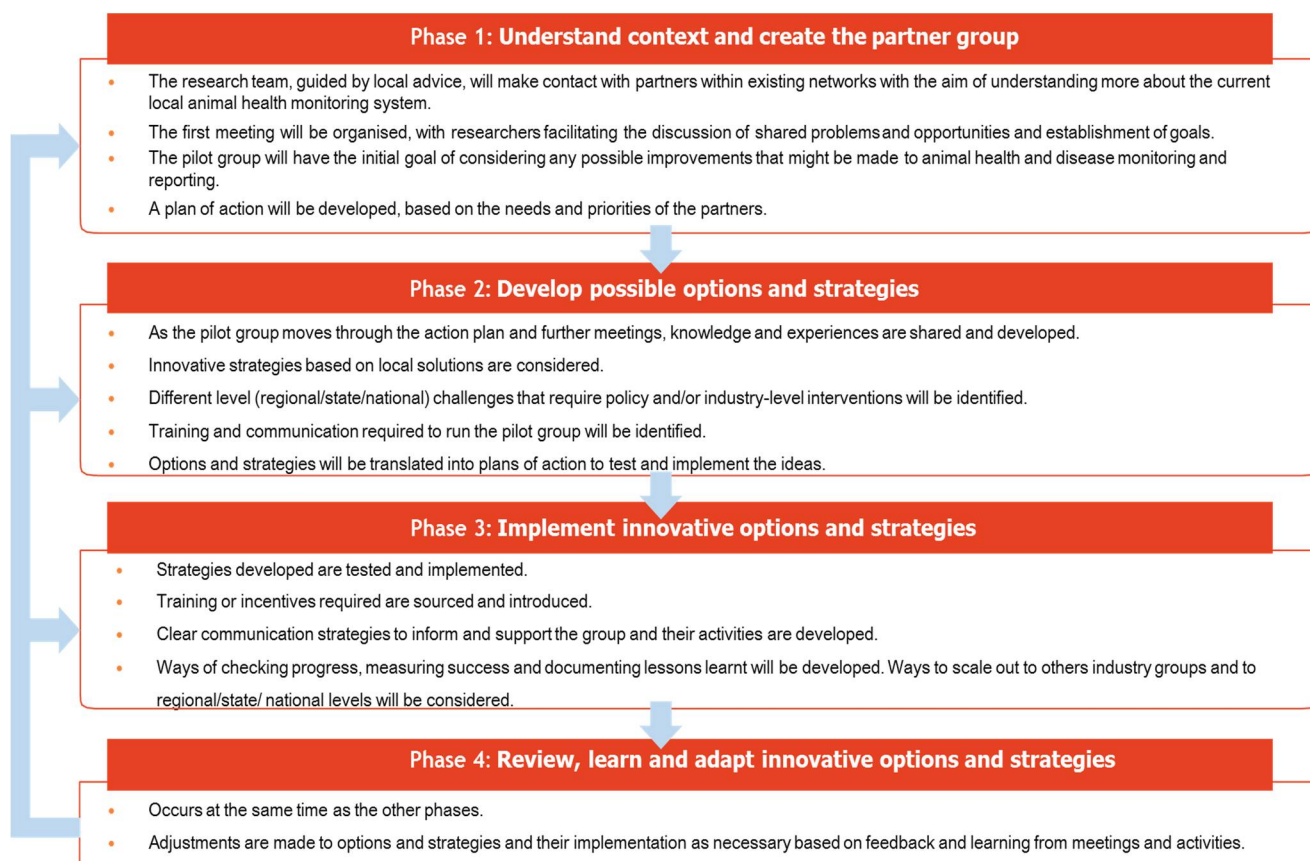 Phase 1: Understand context and create the partner group
The research team, guided by local advice, will make contact with partners within existing networks with the aim of understanding more about the current
local animal health monitoring system.
The first meeting will be organised, with researchers facilitating the discussion of shared problems and opportunities and establishment of goals.
The pilot group will have the initial goal of considering any possible improvements that might be made to animal health and disease monitoring and
reporting.
A plan of action will be developed, based on the needs and priorities of the partners.
Phase 2: Develop possible options and strategies
As the pilot group moves through the action plan and further meetings, knowledge and experiences are shared and developed.
Innovative strategies based on local solutions are considered.
Different level (regional/state/national) challenges that require policy and/or industry-level interventions will be identified.
Training and communication required to run the pilot group will be identified.
Options and strategies will be translated into plans of action to test and implement the ideas.
Phase 3: Implement innovative options and strategies
Strategies developed are tested and implemented.
Training or incentives required are sourced and introduced.
Clear communication strategies to inform and support the group and their activities are developed.
Ways of checking progress, measuring success and documenting lessons learnt will be developed. Ways to scale out to others industry groups and to
regional/state/ national levels will be considered.
Phase 4: Review, learn and adapt innovative options and strategies
Occurs at the same time as the other phases.
Adjustments are made to options and strategies and their implementation as necessary based on feedback and learning from meetings and activities.